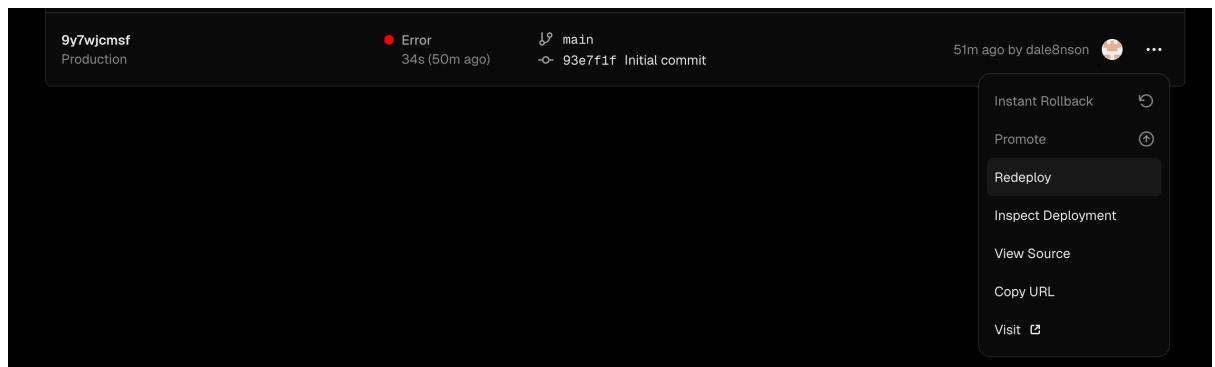 9y7wjcmsf
Production
Error
34s (50m ago)
main
93e7f1f Initial commit
51m ago by dale8nson
Instant Rollback
Promote
Redeploy
Inspect Deployment
View Source
Copy URL
Visit